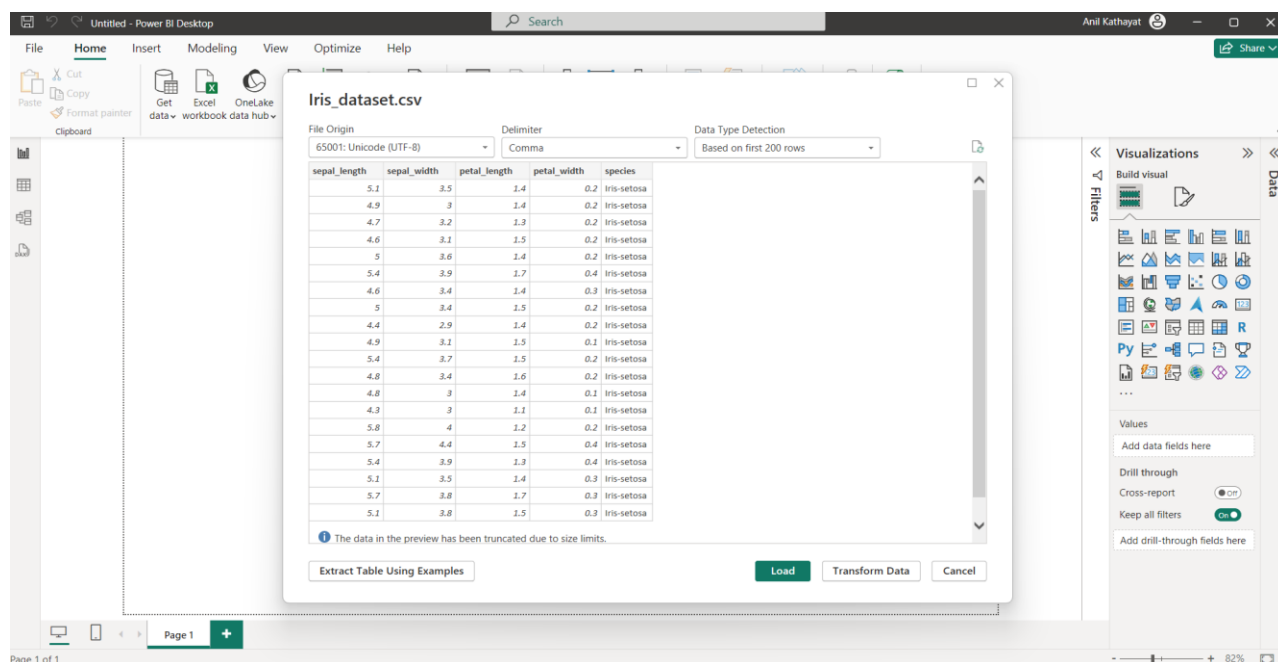 Untitled - Power BI Desktop
Search
Anil Kathayat
File Home Insert Modeling View Optimize Help
Share
Paste
Cut
Copy
Format painter
Clipboard
Get data
Excel workbook
OneLake data hub
Iris_dataset.csv
File Origin Delimiter Data Type Detection
65001: Unicode (UTF-8) Comma Based on first 200 rows
sepal_length sepal_width petal_length petal_width species
5.1 3.5 1.4 0.2 Iris-setosa
4.9 3 1.4 0.2 Iris-setosa
4.7 3.2 1.3 0.2 Iris-setosa
4.6 3.1 1.5 0.2 Iris-setosa
5 3.6 1.4 0.2 Iris-setosa
5.4 3.9 1.7 0.4 Iris-setosa
4.6 3.4 1.4 0.3 Iris-setosa
5 3.4 1.5 0.2 Iris-setosa
4.4 2.9 1.4 0.2 Iris-setosa
4.9 3.1 1.5 0.1 Iris-setosa
5.4 3.7 1.5 0.2 Iris-setosa
4.8 3.4 1.6 0.2 Iris-setosa
4.8 3 1.4 0.1 Iris-setosa
4.3 3 1.1 0.1 Iris-setosa
5.8 4 1.2 0.2 Iris-setosa
5.7 4.4 1.5 0.4 Iris-setosa
5.4 3.9 1.3 0.4 Iris-setosa
5.1 3.5 1.4 0.3 Iris-setosa
5.7 3.8 1.7 0.3 Iris-setosa
5.1 3.8 1.5 0.3 Iris-setosa
The data in the preview has been truncated due to size limits.
Extract Table Using Examples
Load Transform Data Cancel
Filters
Visualizations
Build visual
123
R
Py
Values
Add data fields here
Drill through
Cross-report Off
Keep all filters On
Add drill-through fields here
Data
Page 1
Page 1 of 1
82%